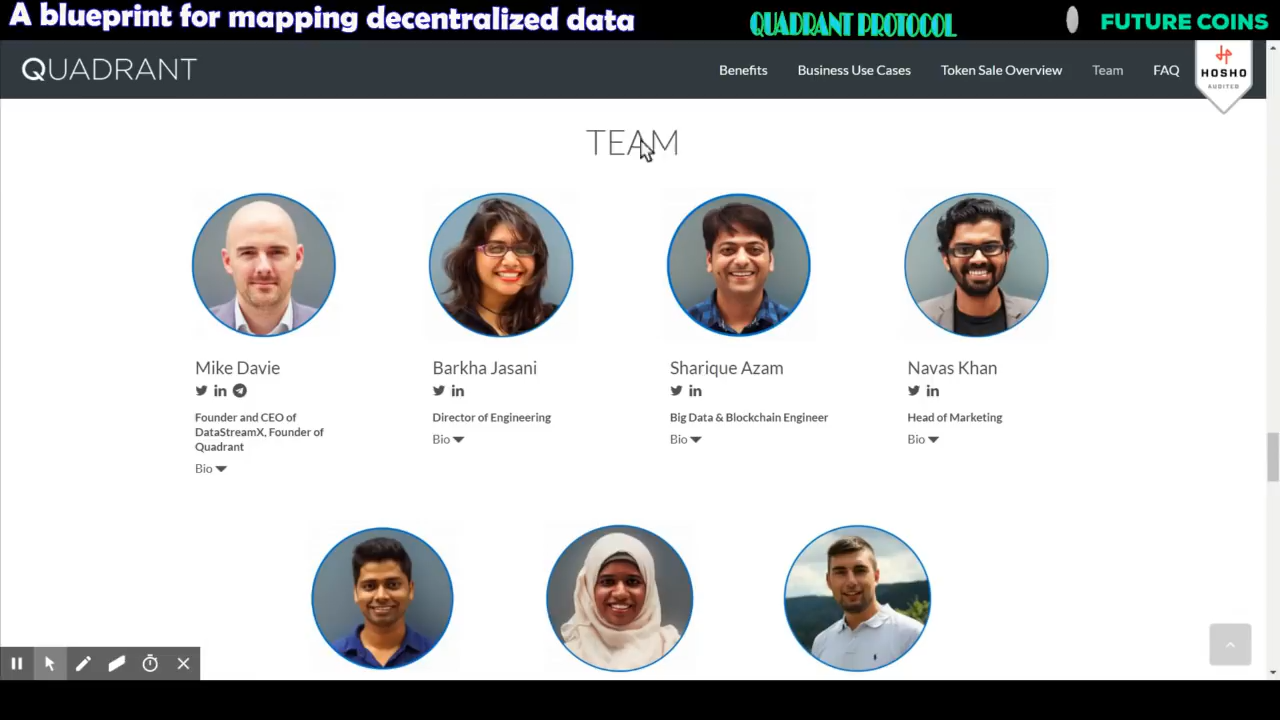 A blueprint for mapping decentralized data
QUADRANT PROTOCOL
FUTURE COINS
QUADRANT
Benefits
Business Use Cases
Token Sale Overview
Team
FAQ
HOSHO
AUDITED
TEAM
Mike Davie
Founder and CEO of
DataStreamX, Founder of
Quadrant
Bio
Barkha Jasani
Director of Engineering
Bio
Sharique Azam
Big Data & Blockchain Engineer
Bio
Navas Khan
Head of Marketing
Bio